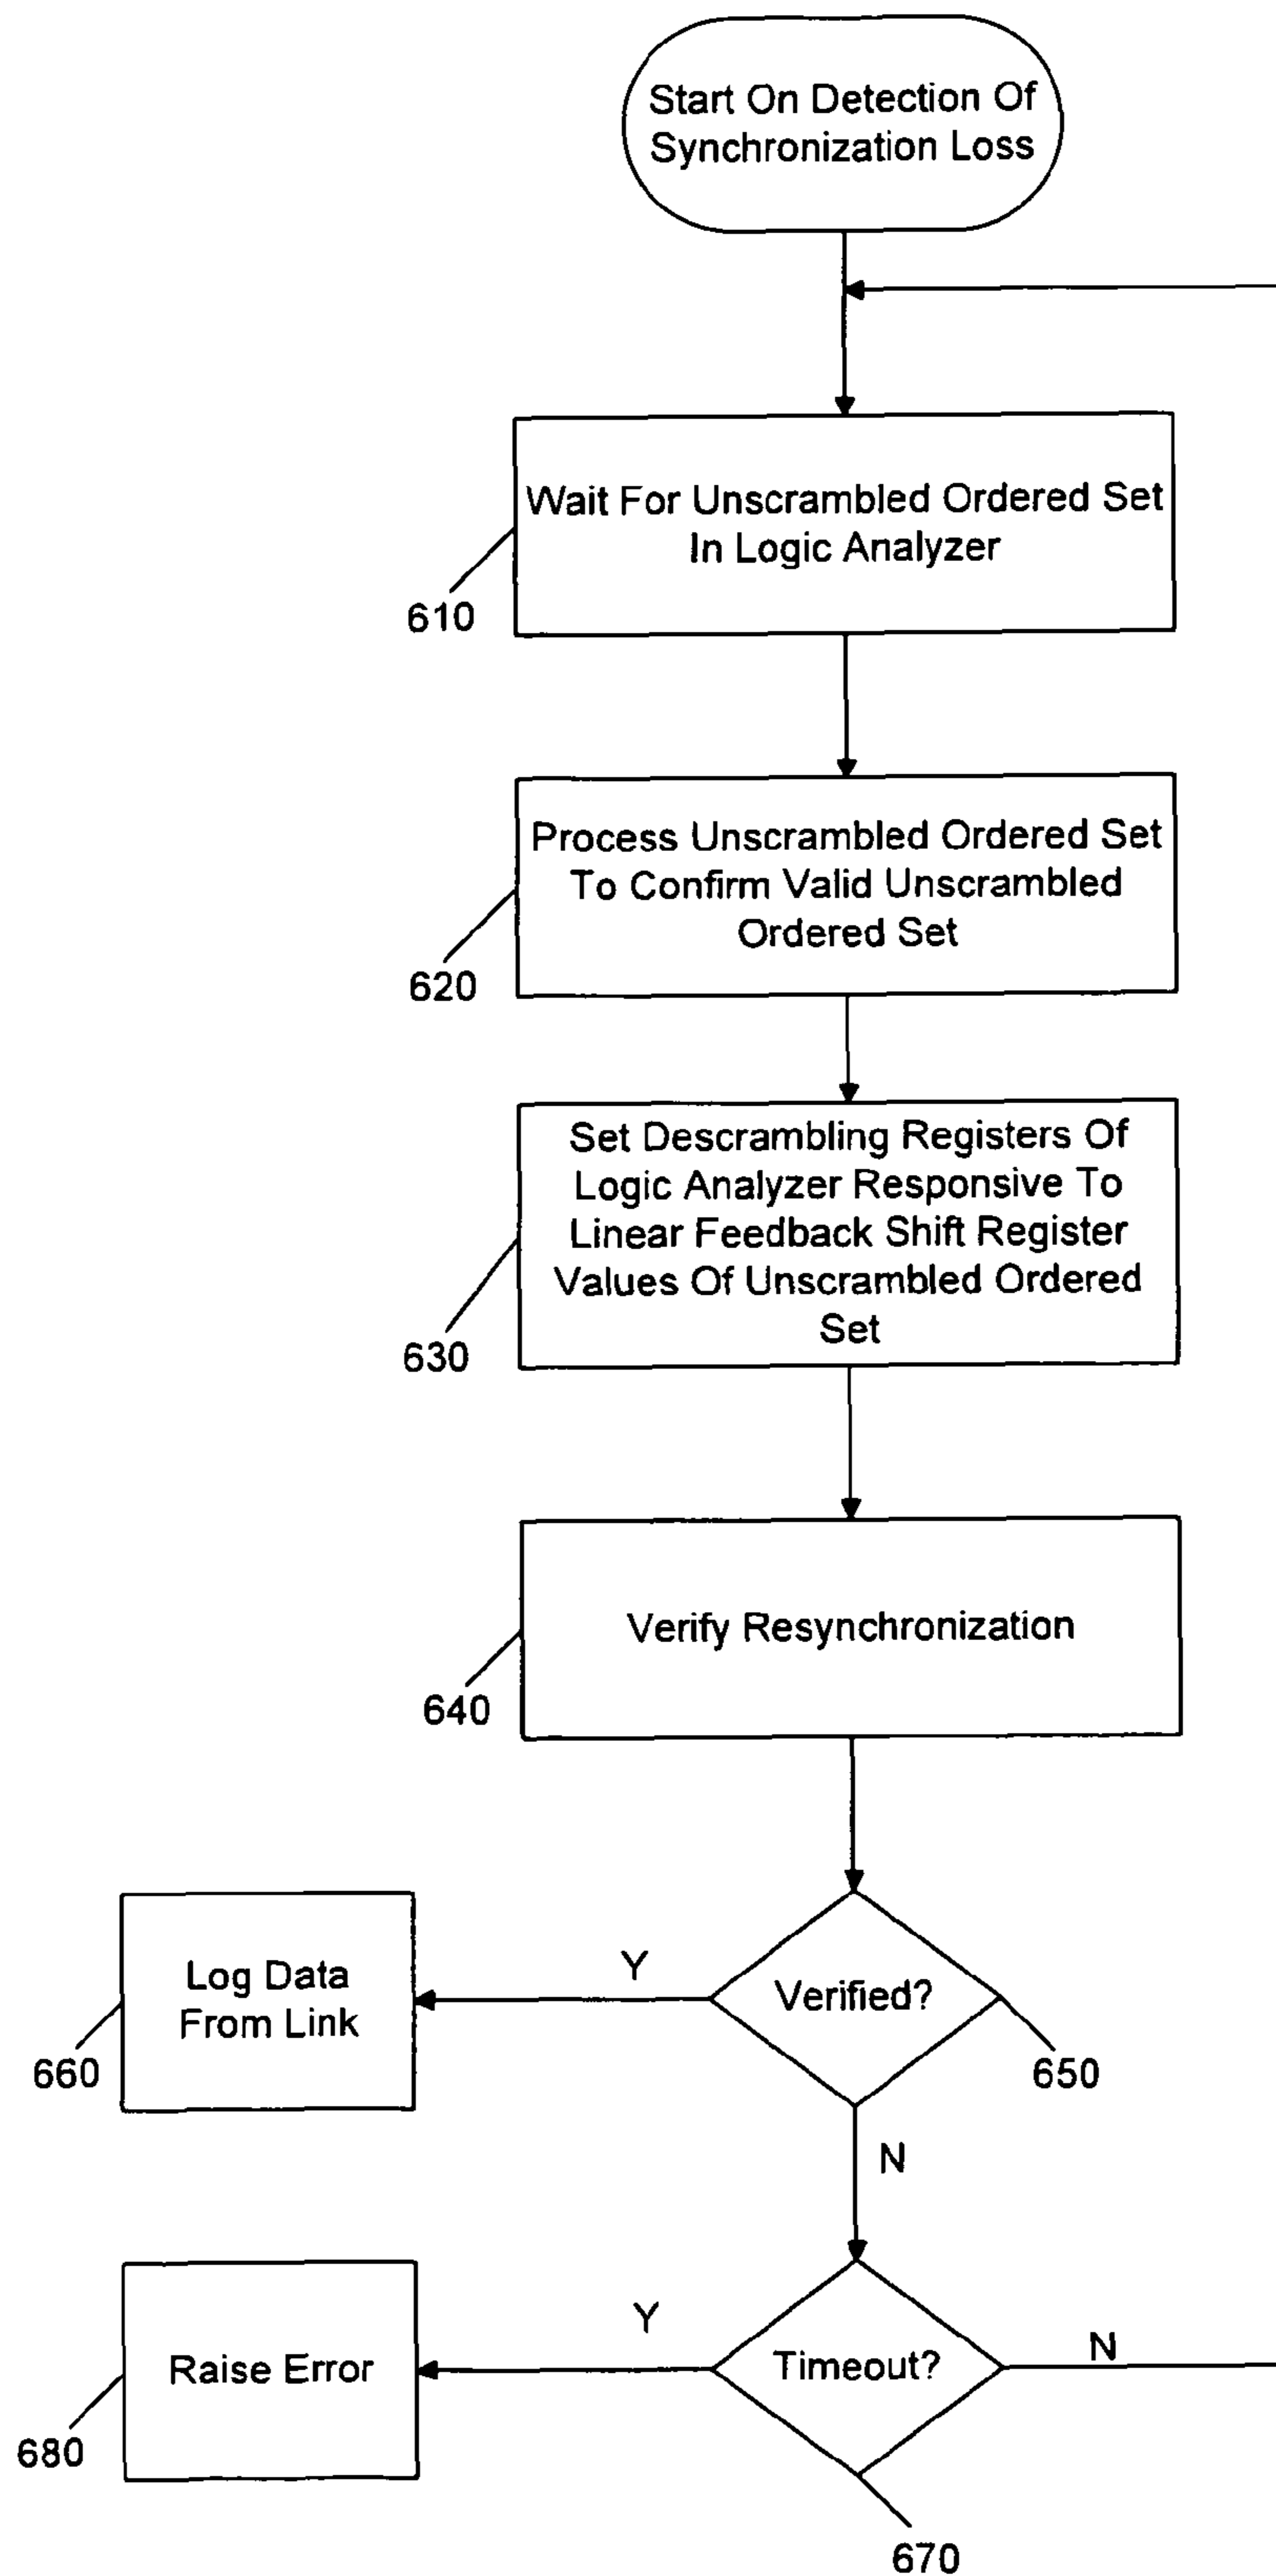 Start On Detection Of
Synchronization Loss
Wait For Unscrambled Ordered Set
In Logic Analyzer
610
Process Unscrambled Ordered Set
To Confirm Valid Unscrambled
Ordered Set
620
Set Descrambling Registers Of
Logic Analyzer Responsive To
Linear Feedback Shift Register
Values Of Unscrambled Ordered
Set
630
Verify Resynchronization
640
Log Data
From Link
660
Y
Verified?
650
N
Raise Error
680
Y
Timeout?
N
670